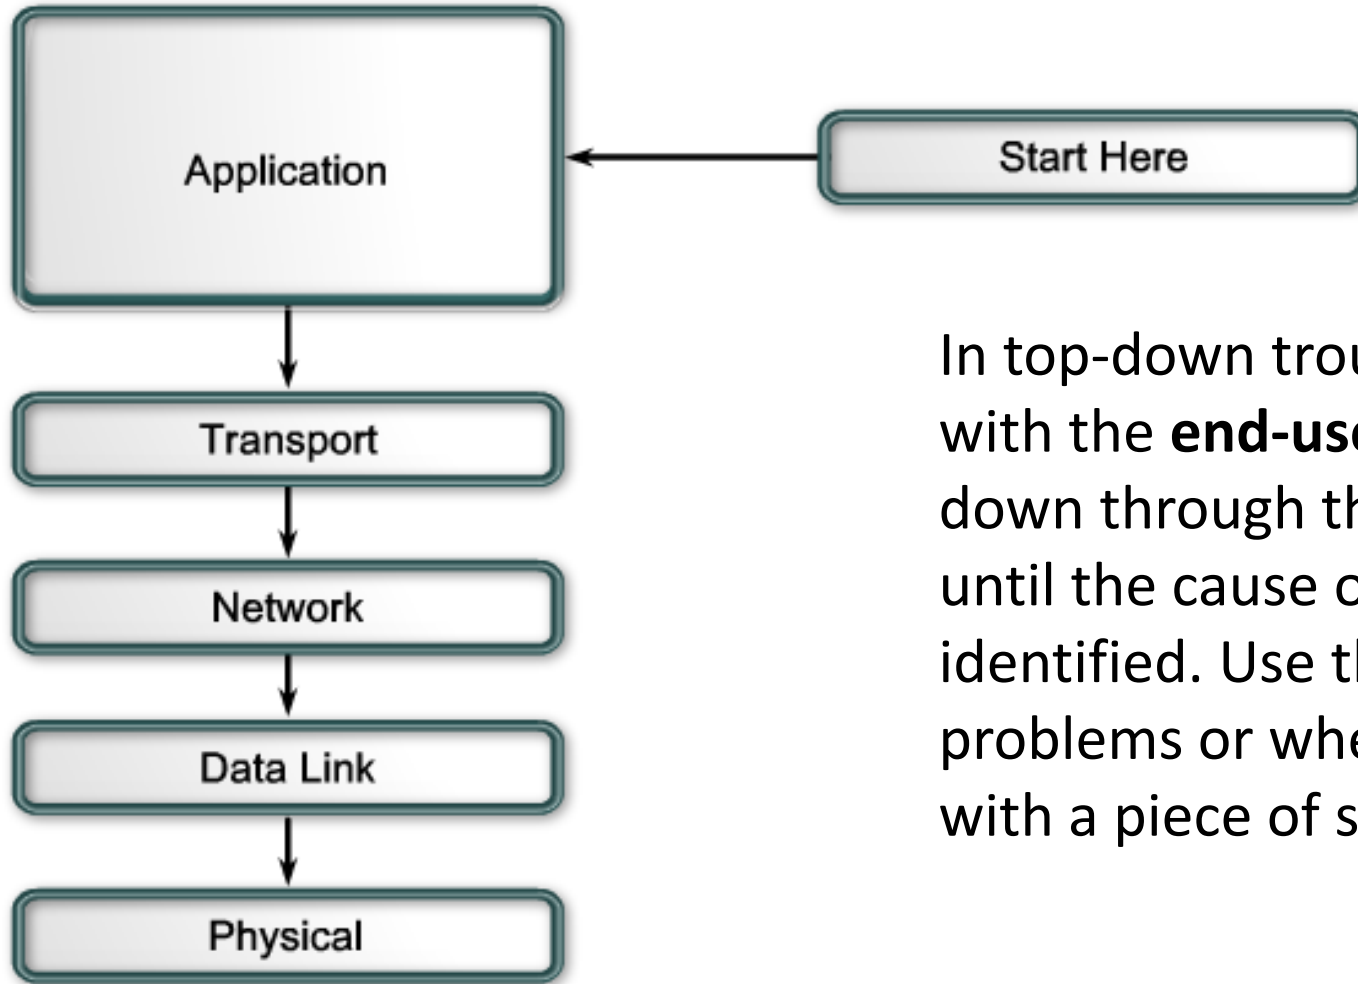 Application
Start Here
In top-down trou
with the end-use
down through th
until the cause o
identified. Use th
problems or whe
with a piece of s
Transport
Network
Data Link
Physical